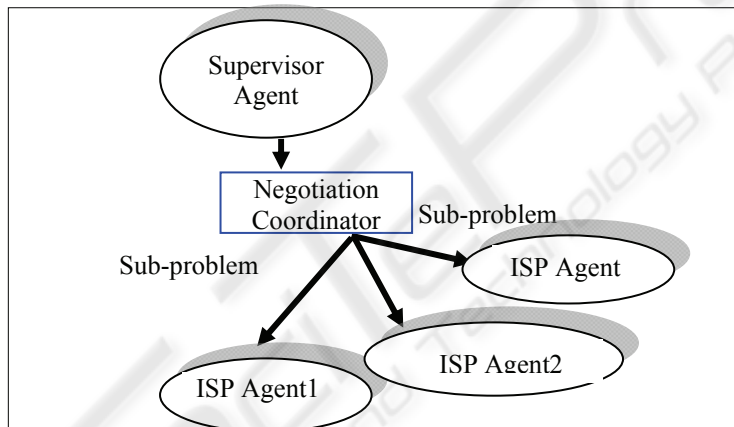 Supervisor
Agent
Negotiation
Coordinator
Sub-problem
Sub-problem
ISP Agent
ISP Agent2
ISP Agent1